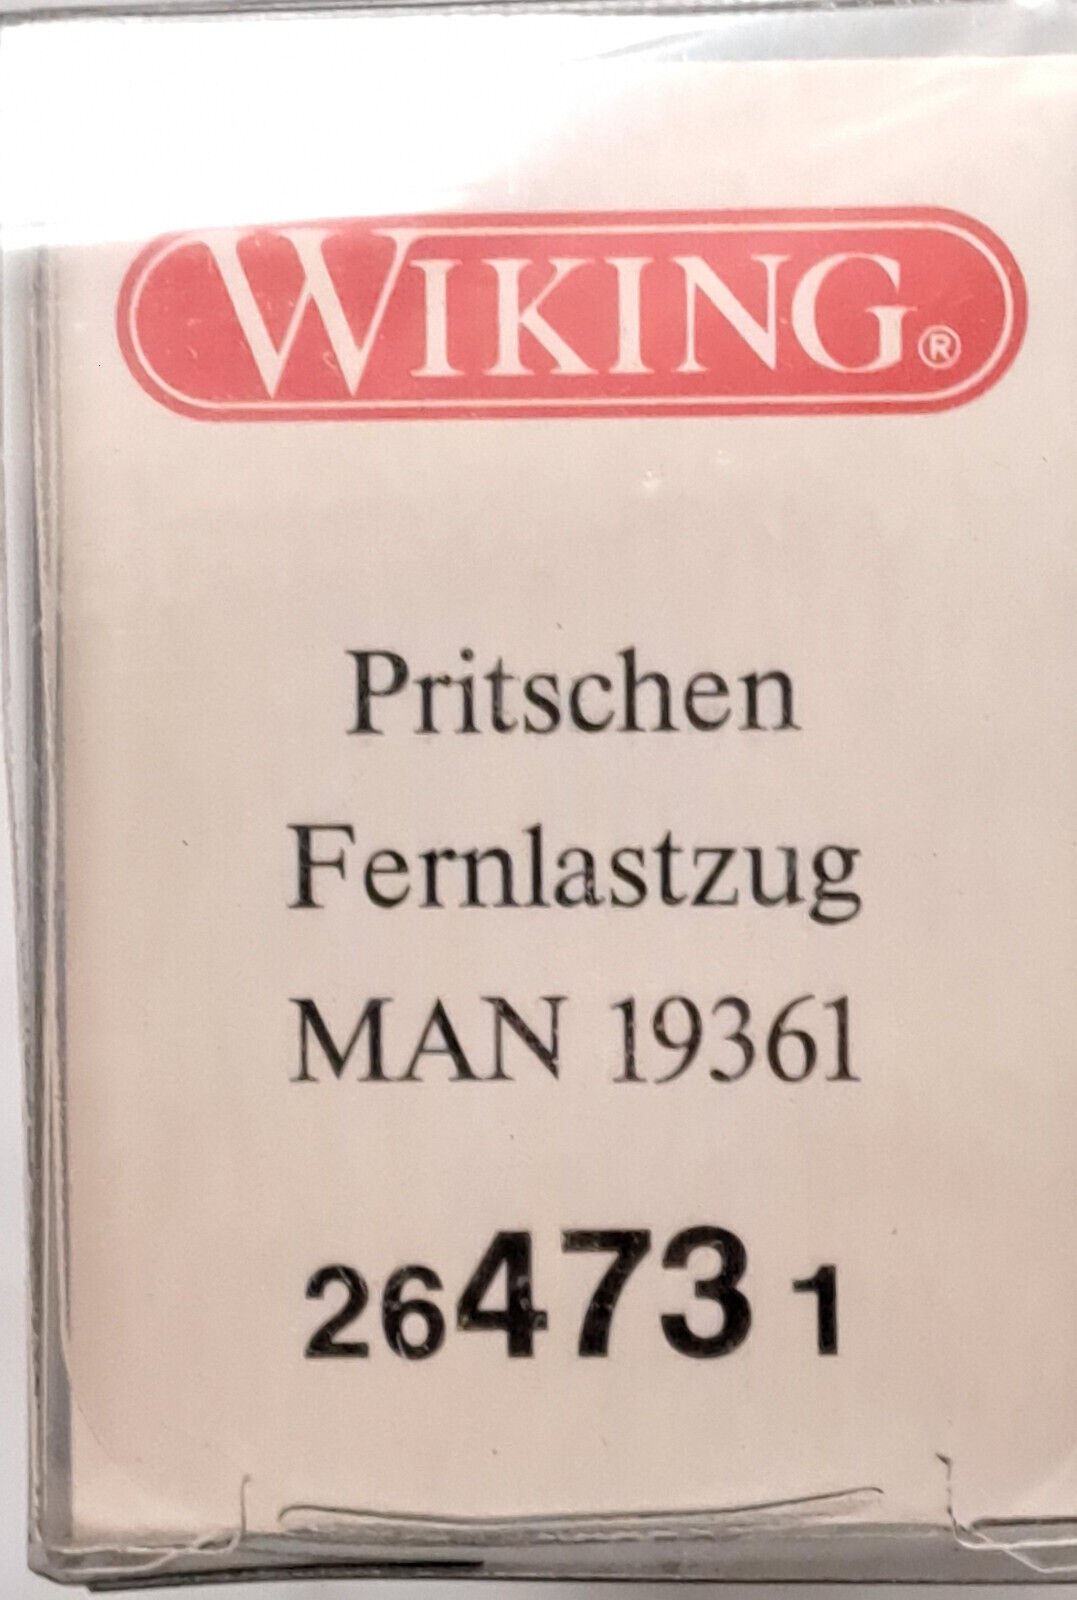 WIKING®
Pritschen
Fernlastzug
MAN 19361
26473 1